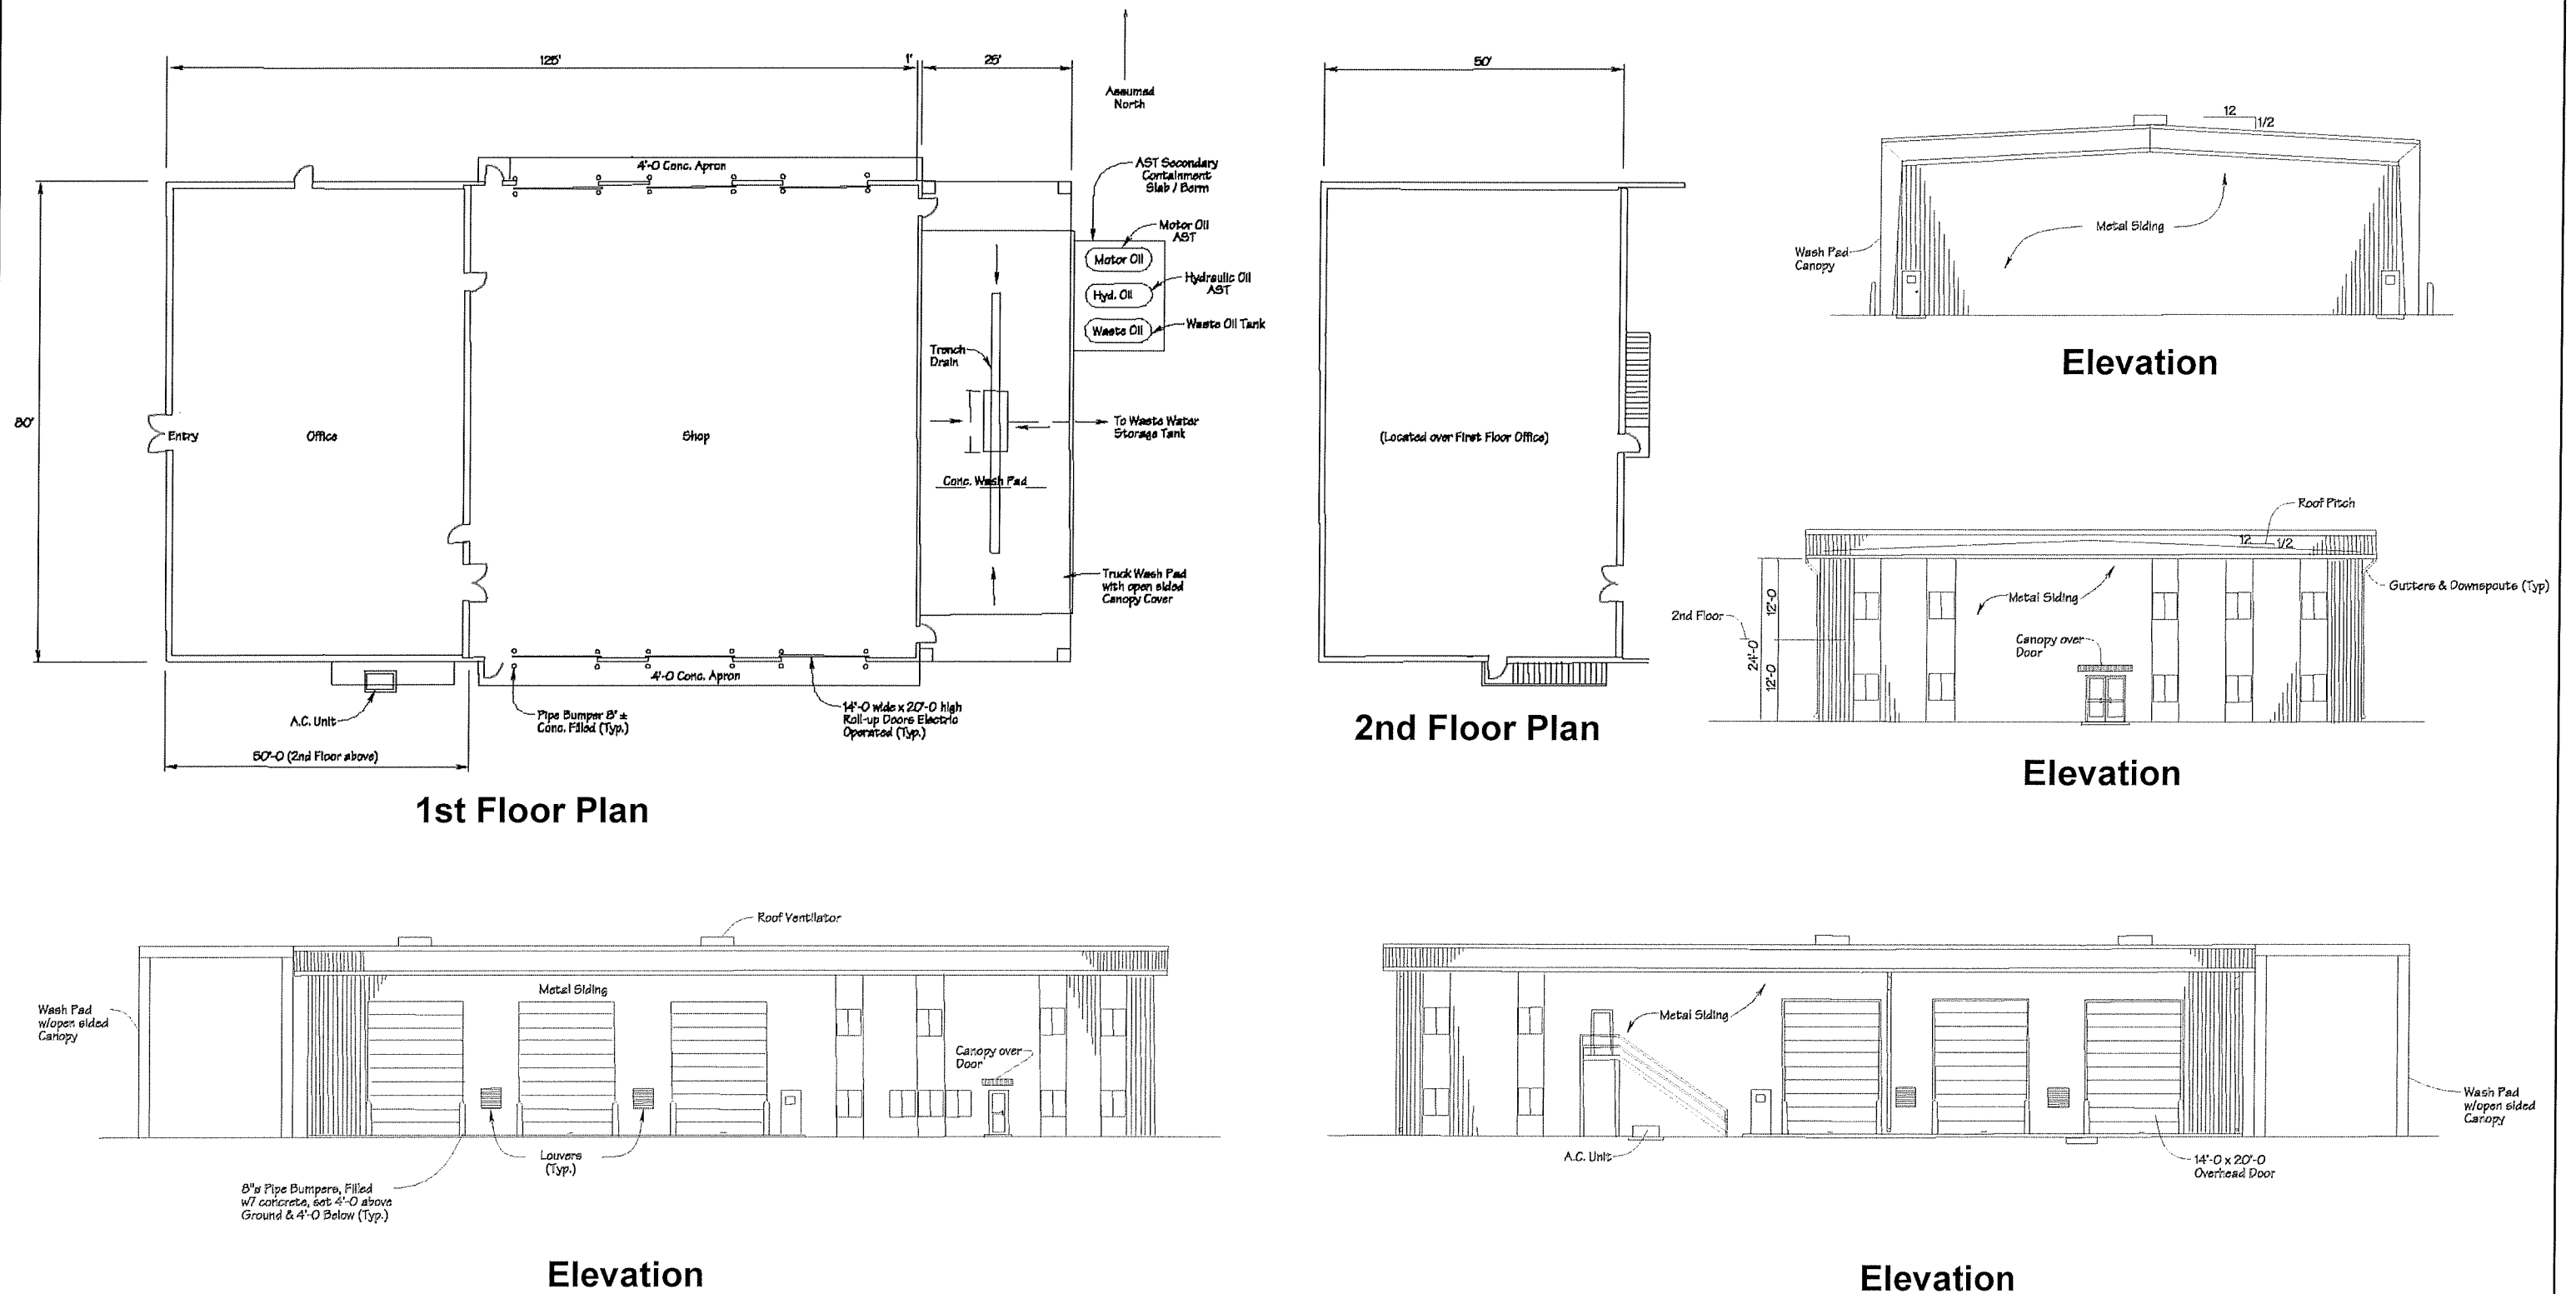 125'
1'
25'
Assumed
North
80'
4'-0 Conc. Apron
AST Secondary
Containment
Slab / Berm
Motor Oil
AST
Motor Oil
Hydraulic Oil
AST
Hyd. Oil
Waste Oil
Waste Oil Tank
Trench
Drain
Entry
Office
Shop
To Waste Water
Storage Tank
Conc. Wash Pad
Truck Wash Pad
with open sided
Canopy Cover
4'-0 Conc. Apron
A.C. Unit
Pipe Bumper 8" ±
Conc. Filled (Typ.)
14'-0 wide x 20'-0 high
Roll-up Doors Electric
Operated (Typ.)
50'-0 (2nd Floor above)
1st Floor Plan
50'
(Located over First Floor Office)
2nd Floor Plan
12
1/2
Metal Siding
Wash Pad
Canopy
Elevation
Roof Pitch
12
1/2
Gutters & Downspouts (Typ)
Metal Siding
2nd Floor
12'-0
24'-0
12'-0
Canopy over
Door
Elevation
Roof Ventilator
Metal Siding
Wash Pad
w/open sided
Canopy
Canopy over
Door
Louvers
(Typ.)
8"ø Pipe Bumpers, Filled
w7 concrete, set 4'-0 above
Ground & 4'-0 Below (Typ.)
Elevation
Metal Siding
A.C. Unit
Wash Pad
w/open sided
Canopy
14'-0 x 20'-0
Overhead Door
Elevation